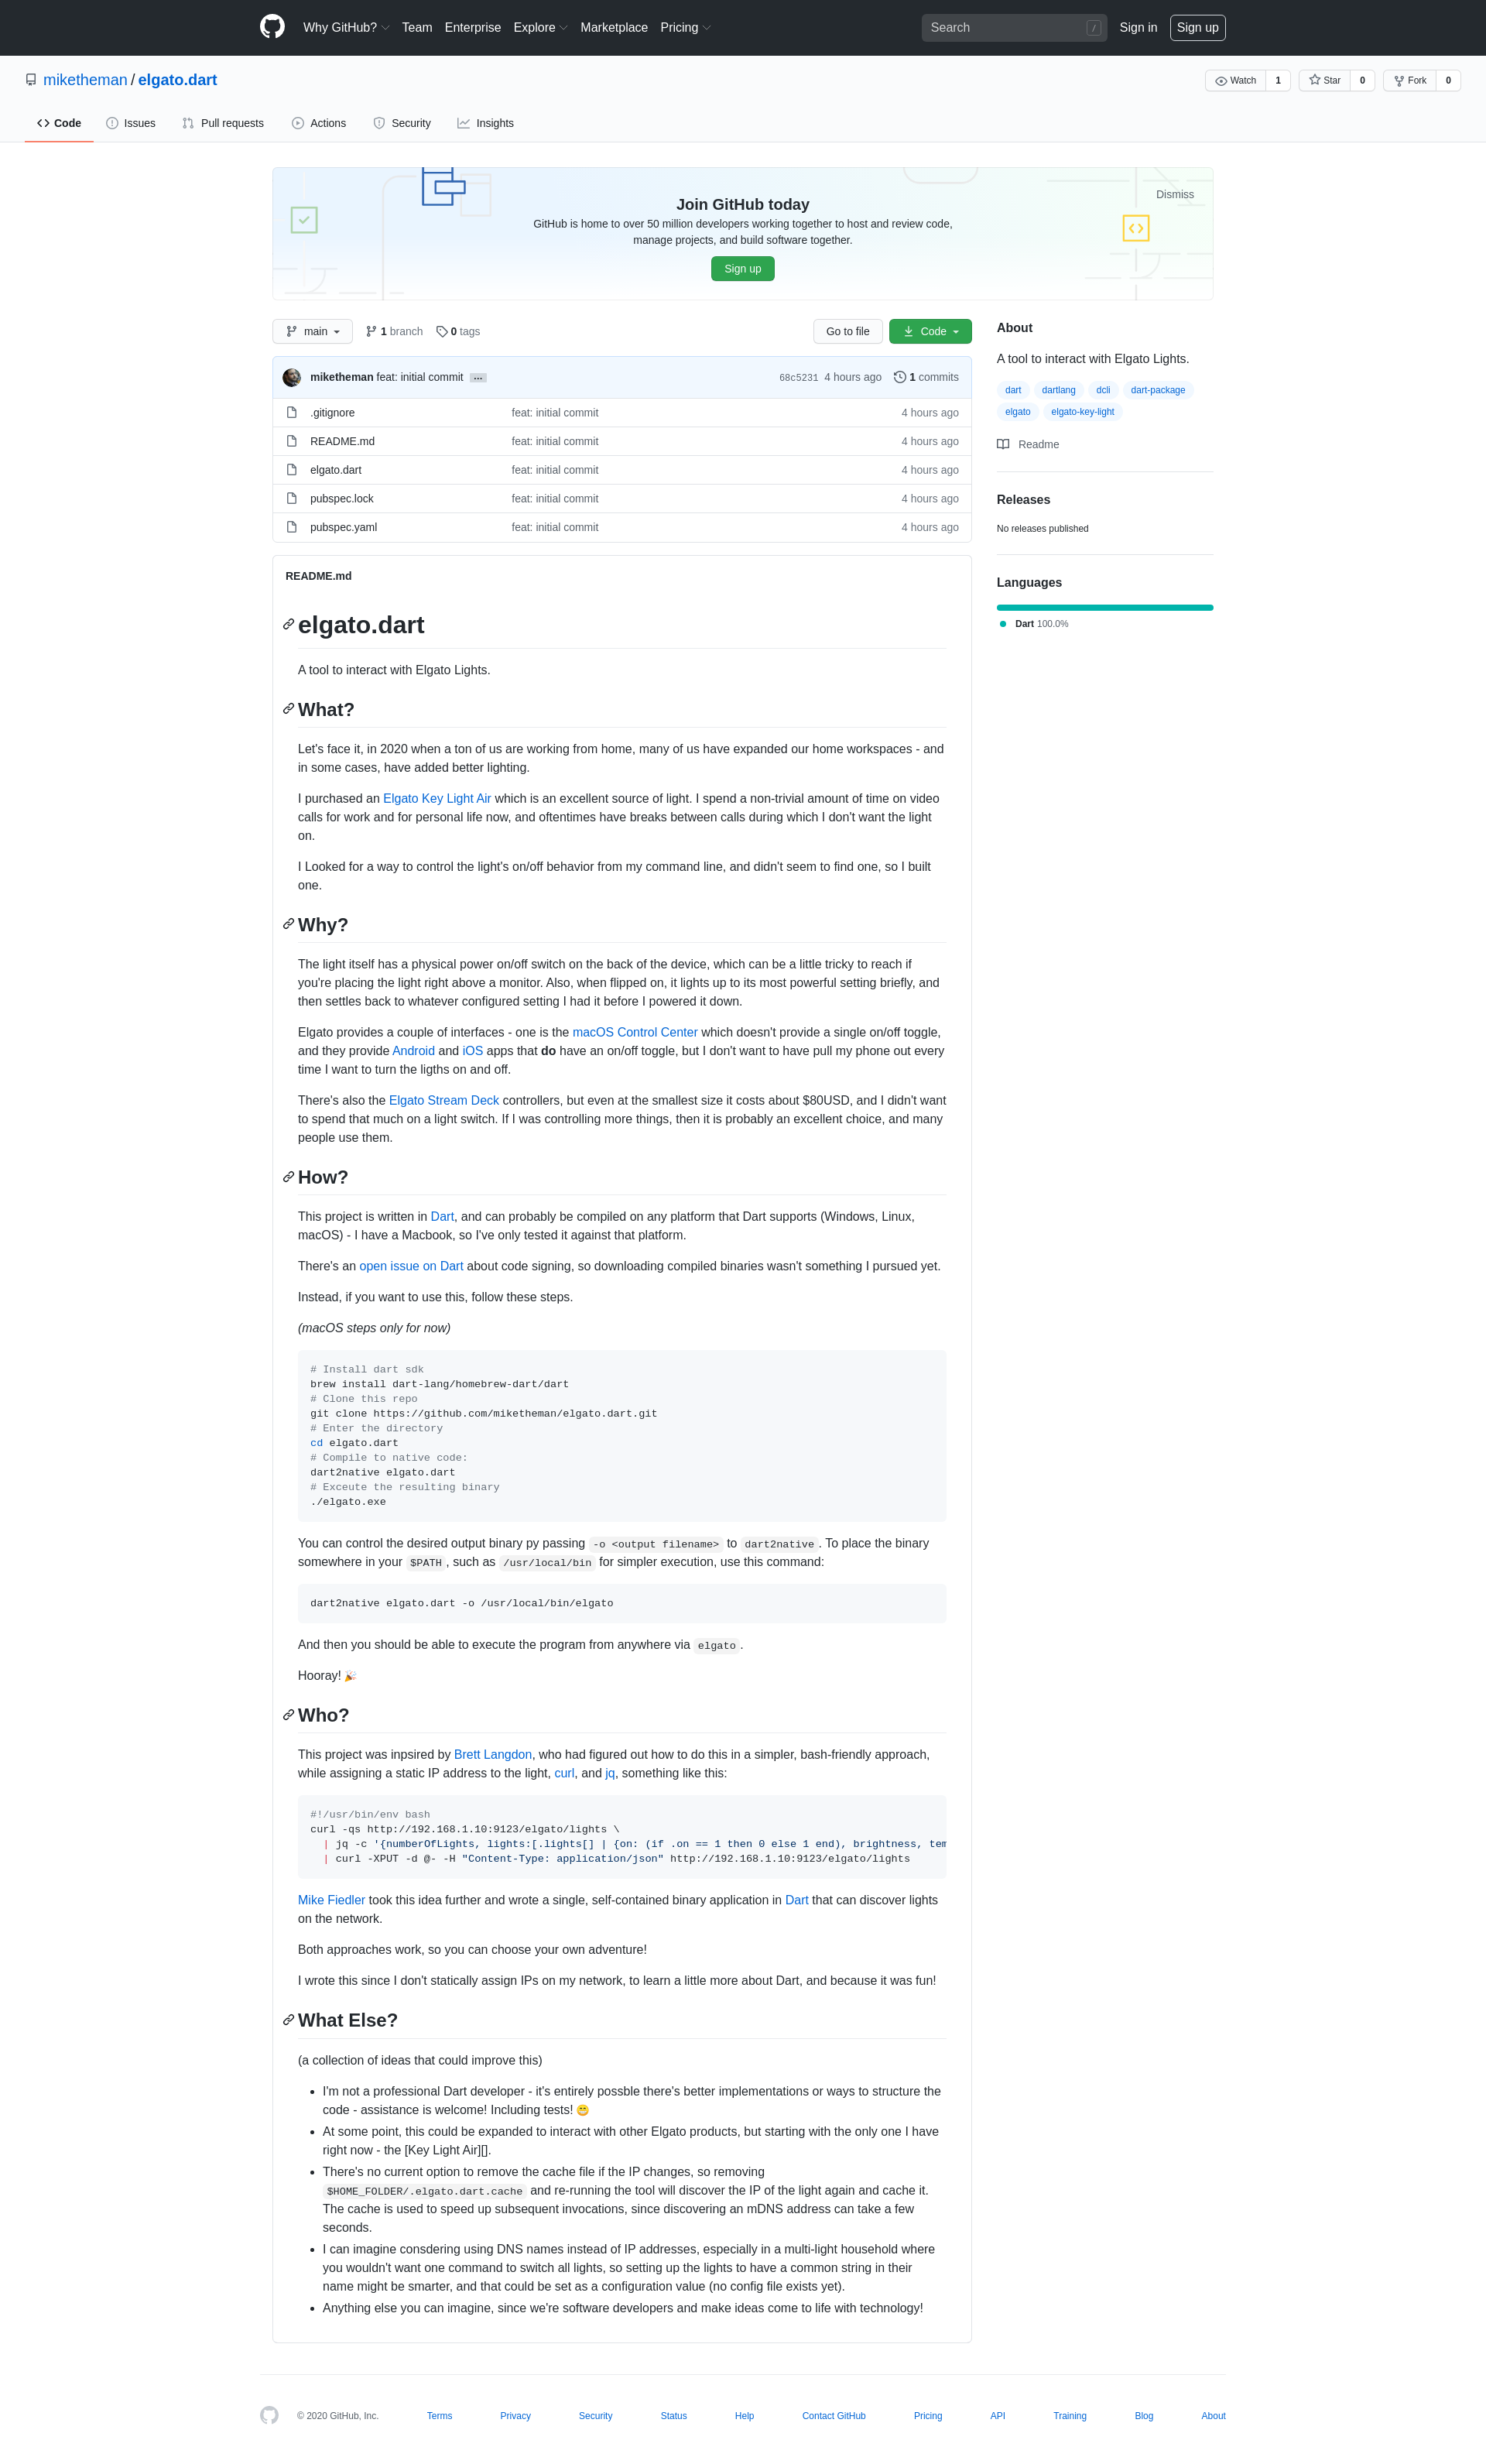 Why GitHub? Team Enterprise Explore Marketplace Pricing Search / Sign in Sign up
miketheman / elgato.dart Watch 1 Star 0 Fork 0
Code Issues Pull requests Actions Security Insights
Dismiss
Join GitHub today
GitHub is home to over 50 million developers working together to host and review code,
manage projects, and build software together.
Sign up
main 1 branch 0 tags Go to file Code
miketheman feat: initial commit … 68c5231 4 hours ago 1 commits
.gitignore feat: initial commit 4 hours ago
README.md feat: initial commit 4 hours ago
elgato.dart feat: initial commit 4 hours ago
pubspec.lock feat: initial commit 4 hours ago
pubspec.yaml feat: initial commit 4 hours ago
README.md
elgato.dart
A tool to interact with Elgato Lights.
What?
Let's face it, in 2020 when a ton of us are working from home, many of us have expanded our home workspaces - and
in some cases, have added better lighting.
I purchased an Elgato Key Light Air which is an excellent source of light. I spend a non-trivial amount of time on video
calls for work and for personal life now, and oftentimes have breaks between calls during which I don't want the light
on.
I Looked for a way to control the light's on/off behavior from my command line, and didn't seem to find one, so I built
one.
Why?
The light itself has a physical power on/off switch on the back of the device, which can be a little tricky to reach if
you're placing the light right above a monitor. Also, when flipped on, it lights up to its most powerful setting briefly, and
then settles back to whatever configured setting I had it before I powered it down.
Elgato provides a couple of interfaces - one is the macOS Control Center which doesn't provide a single on/off toggle,
and they provide Android and iOS apps that do have an on/off toggle, but I don't want to have pull my phone out every
time I want to turn the ligths on and off.
There's also the Elgato Stream Deck controllers, but even at the smallest size it costs about $80USD, and I didn't want
to spend that much on a light switch. If I was controlling more things, then it is probably an excellent choice, and many
people use them.
How?
This project is written in Dart, and can probably be compiled on any platform that Dart supports (Windows, Linux,
macOS) - I have a Macbook, so I've only tested it against that platform.
There's an open issue on Dart about code signing, so downloading compiled binaries wasn't something I pursued yet.
Instead, if you want to use this, follow these steps.
(macOS steps only for now)
# Install dart sdk
brew install dart-lang/homebrew-dart/dart
# Clone this repo
git clone https://github.com/miketheman/elgato.dart.git
# Enter the directory
cd elgato.dart
# Compile to native code:
dart2native elgato.dart
# Exceute the resulting binary
./elgato.exe
You can control the desired output binary py passing -o <output filename> to dart2native. To place the binary
somewhere in your $PATH, such as /usr/local/bin for simpler execution, use this command:
dart2native elgato.dart -o /usr/local/bin/elgato
And then you should be able to execute the program from anywhere via elgato.
Hooray! 🎉
Who?
This project was inpsired by Brett Langdon, who had figured out how to do this in a simpler, bash-friendly approach,
while assigning a static IP address to the light, curl, and jq, something like this:
#!/usr/bin/env bash
curl -qs http://192.168.1.10:9123/elgato/lights \
| jq -c '{numberOfLights, lights:[.lights[] | {on: (if .on == 1 then 0 else 1 end), brightness, tem
| curl -XPUT -d @- -H "Content-Type: application/json" http://192.168.1.10:9123/elgato/lights
Mike Fiedler took this idea further and wrote a single, self-contained binary application in Dart that can discover lights
on the network.
Both approaches work, so you can choose your own adventure!
I wrote this since I don't statically assign IPs on my network, to learn a little more about Dart, and because it was fun!
What Else?
(a collection of ideas that could improve this)
• I'm not a professional Dart developer - it's entirely possble there's better implementations or ways to structure the
code - assistance is welcome! Including tests! 😁
• At some point, this could be expanded to interact with other Elgato products, but starting with the only one I have
right now - the [Key Light Air][].
• There's no current option to remove the cache file if the IP changes, so removing
$HOME_FOLDER/.elgato.dart.cache and re-running the tool will discover the IP of the light again and cache it.
The cache is used to speed up subsequent invocations, since discovering an mDNS address can take a few
seconds.
• I can imagine consdering using DNS names instead of IP addresses, especially in a multi-light household where
you wouldn't want one command to switch all lights, so setting up the lights to have a common string in their
name might be smarter, and that could be set as a configuration value (no config file exists yet).
• Anything else you can imagine, since we're software developers and make ideas come to life with technology!
About
A tool to interact with Elgato Lights.
dart dartlang dcli dart-package
elgato elgato-key-light
Readme
Releases
No releases published
Languages
Dart 100.0%
© 2020 GitHub, Inc. Terms Privacy Security Status Help Contact GitHub Pricing API Training Blog About